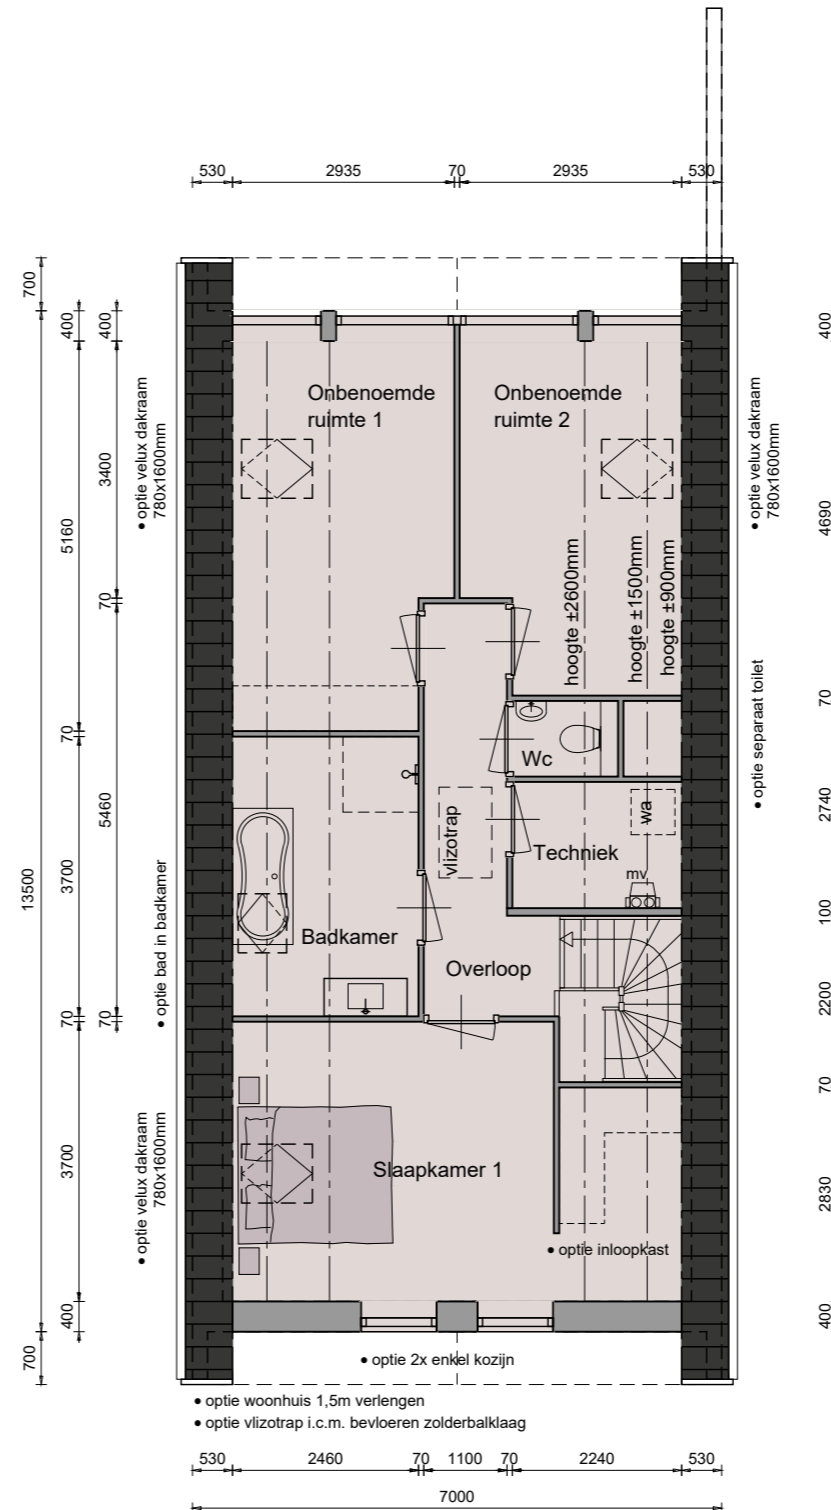 530 2935 70 2935 530
700
400
400
400
• optie velux dakraam
780x1600mm
Onbenoemde
ruimte 1
Onbenoemde
ruimte 2
• optie velux dakraam
780x1600mm
3400
5160
4690
hoogte ±2600mm
hoogte ±1500mm
hoogte ±900mm
70
70
70
• optie separaat toilet
Wc
5460
2740
vlizotrap
wa
Techniek
mv
13500
3700
100
• optie bad in badkamer
Badkamer
Overloop
2200
70
70
70
• optie velux dakraam
780x1600mm
3700
Slaapkamer 1
2830
• optie inloopkast
400
400
700
• optie 2x enkel kozijn
• optie woonhuis 1,5m verlengen
• optie vlizotrap i.c.m. bevloeren zolderbalklaag
530 2460 70 1100 70 2240 530
7000